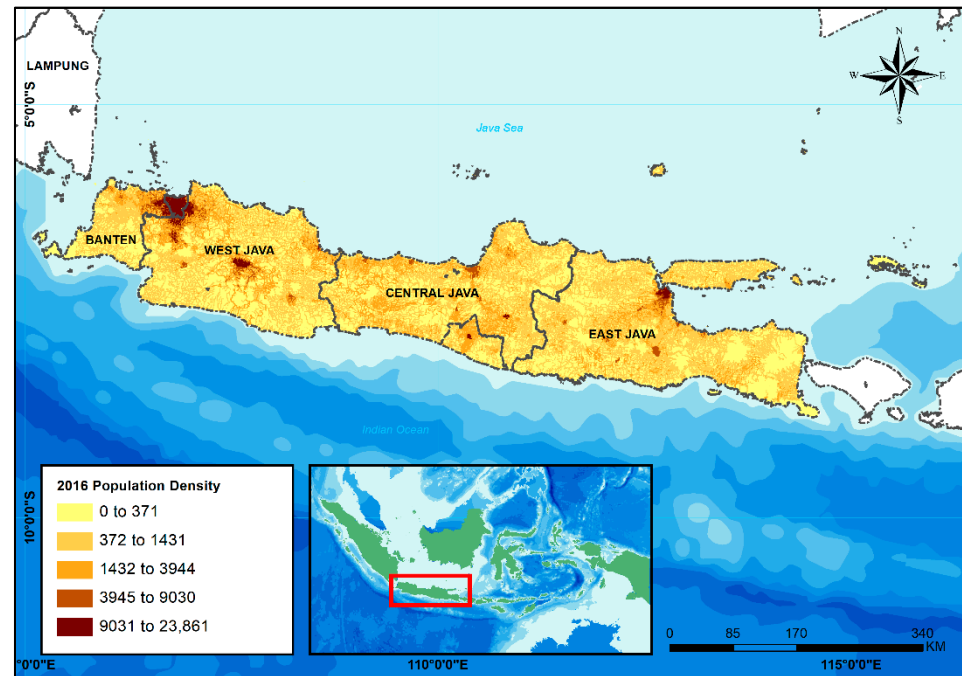 LAMPUNG
N
W
E
S
5°0'0"S
Java Sea
BANTEN
WEST JAVA
CENTRAL JAVA
EAST JAVA
Indian Ocean
10°0'0"S
2016 Population Density
0 to 371
372 to 1431
1432 to 3944
3945 to 9030
9031 to 23,861
0 85 170 340
KM
°0'0"E
110°0'0"E
115°0'0"E